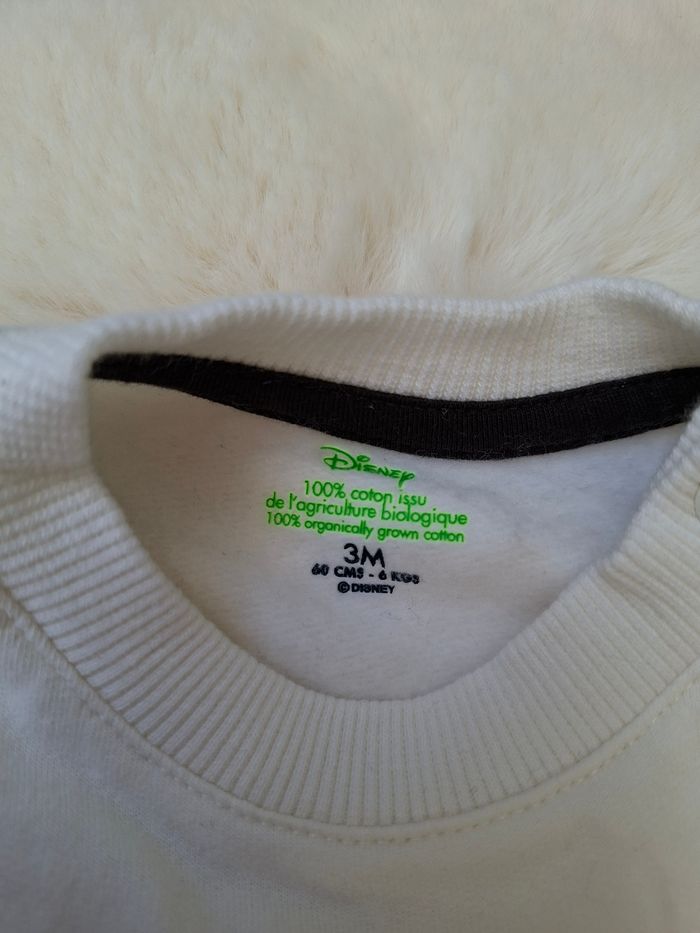 Disney
100% coton issu
de l'agriculture biologique
100% organically grown cotton
3M
60 CMS - 6 KGS
© DISNEY